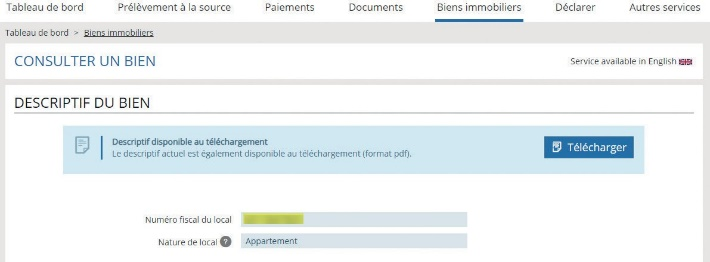 Tableau de bord Prélèvement à la source Paiements Documents Biens immobiliers Déclarer Autres services
Tableau de bord > Biens immobiliers
CONSULTER UN BIEN Service available in English
DESCRIPTIF DU BIEN
Descriptif disponible au téléchargement
Le descriptif actuel est également disponible au téléchargement (format pdf). Télécharger
Numéro fiscal du local
Nature de local ? Appartement